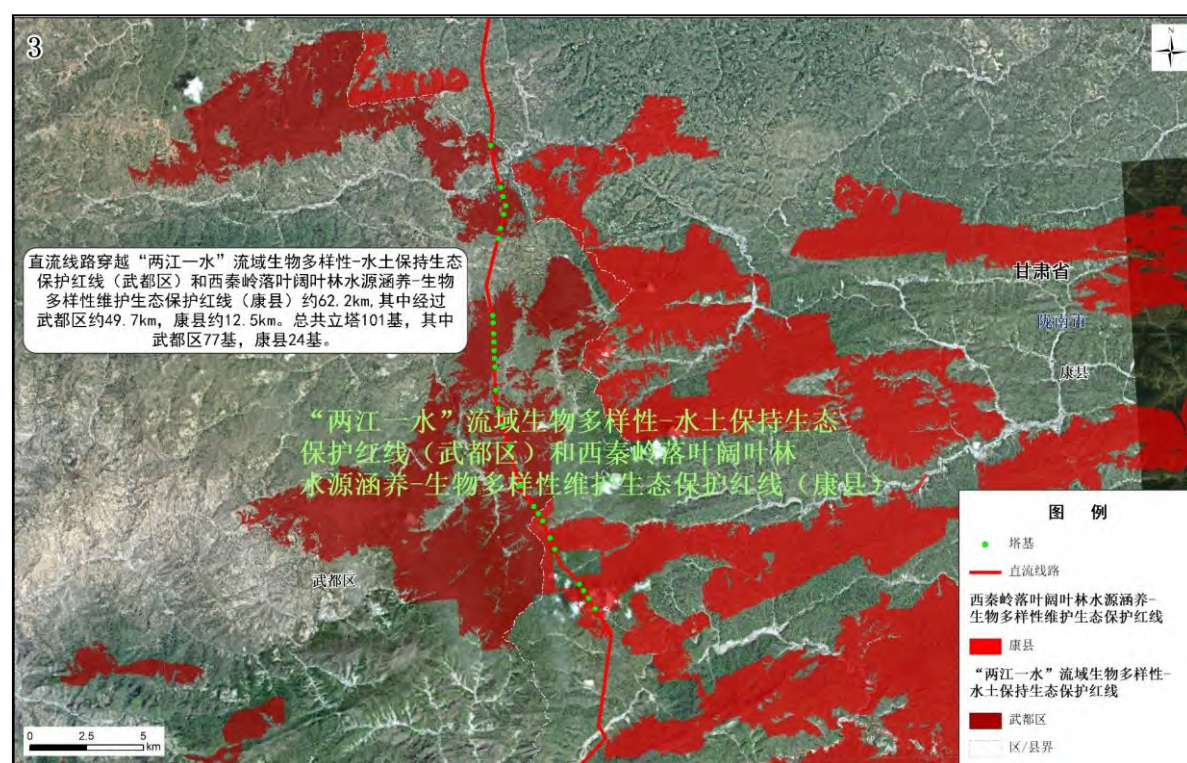 3
N
直流线路穿越“两江一水”流域生物多样性-水土保持生态
保护红线（武都区）和西秦岭落叶阔叶林水源涵养-生物
多样性维护生态保护红线（康县）约62.2km,其中经过
武都区约49.7km，康县约12.5km。总共立塔101基，其中
武都区77基，康县24基。
甘肃省
陇南市
康县
“两江一水”流域生物多样性-水土保持生态
保护红线（武都区）和西秦岭落叶阔叶林
水源涵养-生物多样性维护生态保护红线（康县）
武都区
图 例
塔基
直流线路
西秦岭落叶阔叶林水源涵养-
生物多样性维护生态保护红线
康县
“两江一水”流域生物多样性-
水土保持生态保护红线
武都区
区/县界
0 2.5 5
km